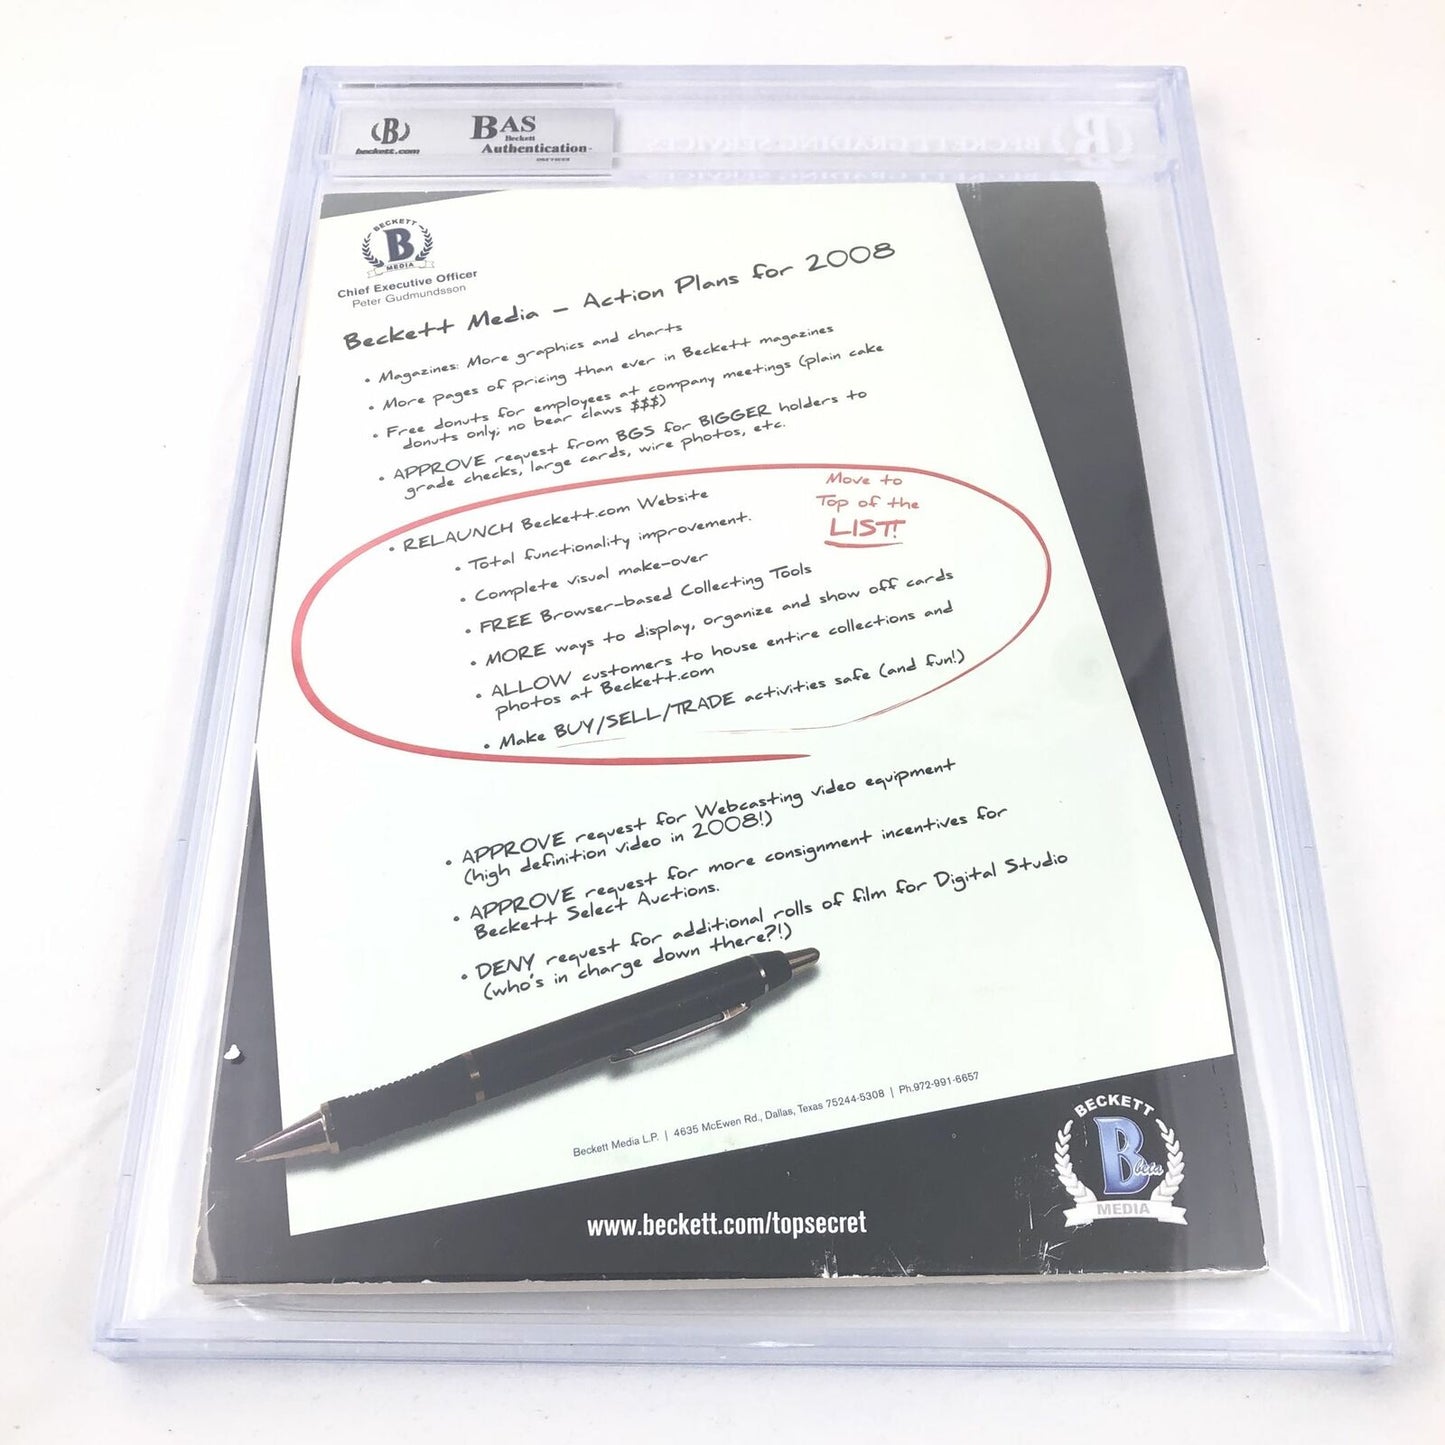 B
beckett.com
BAS
Beckett
Authentication
SERVICES
BECKETT GRADING SERVICES
BECKETT
B
MEDIA
Chief Executive Officer
Peter Gudmundsson
Beckett Media – Action Plans for 2008
• Magazines: More graphics and charts
• More pages of pricing than ever in Beckett magazines
• Free donuts for employees at company meetings (plain cake
donuts only; no bear claws $$$)
• APPROVE request from BGS for BIGGER holders to
grade checks, large cards, wire photos, etc.
Move to
Top of the
LIST!
• RELAUNCH Beckett.com Website
• Total functionality improvement.
• Complete visual make-over
• FREE Browser-based Collecting Tools
• MORE ways to display, organize and show off cards
• ALLOW customers to house entire collections and
photos at Beckett.com
• Make BUY/SELL/TRADE activities safe (and fun!)
• APPROVE request for Webcasting video equipment
(high definition video in 2008!)
• APPROVE request for more consignment incentives for
Beckett Select Auctions.
• DENY request for additional rolls of film for Digital Studio
(who's in charge down there?!)
Beckett Media L.P. | 4635 McEwen Rd., Dallas, Texas 75244-5308 | Ph.972-991-6657
www.beckett.com/topsecret
BECKETT
B
beta
MEDIA